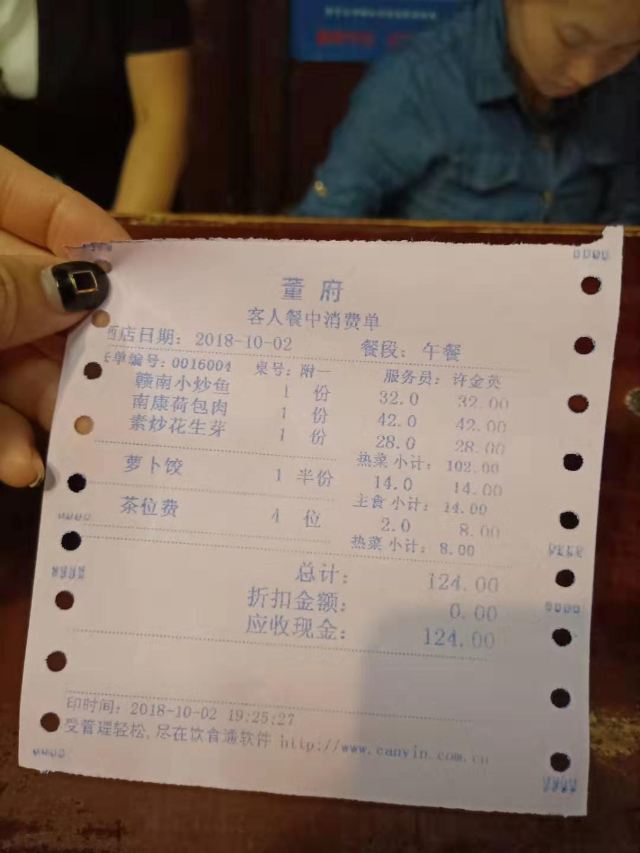 董府
客人餐中消费单
酒店日期：2018-10-02 餐段：午餐
单编号：0016004 桌号：附一 服务员：许金英
赣南小炒鱼 1 份 32.0 32.00
南康荷包肉 1 份 42.0 42.00
素炒花生芽 1 份 28.0 28.00
热菜 小计：102.00
萝卜饺 1 半份 14.0 14.00
主食 小计：14.00
茶位费 4 位 2.0 8.00
热菜 小计：8.00
总计：124.00
折扣金额：0.00
应收现金：124.00
印时间：2018-10-02 19:25:27
受管理轻松,尽在饮食通软件 http://www.canyin.com.cn